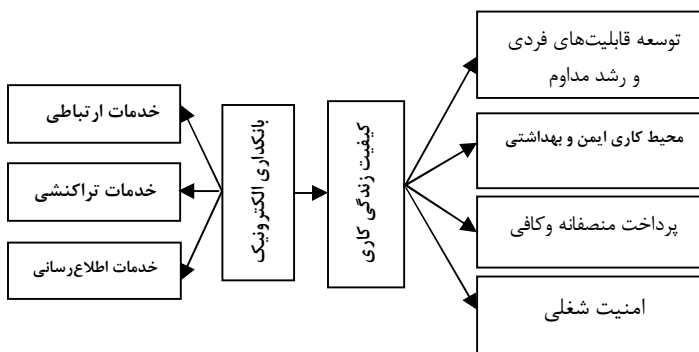 توسعه قابلیت‌های فردی
و رشد مداوم
محیط کاری ایمن و بهداشتی
پرداخت منصفانه وکافی
امنیت شغلی
کیفیت زندگی کاری
بانکداری الکترونیک
خدمات ارتباطی
خدمات تراکنشی
خدمات اطلاع‌رسانی